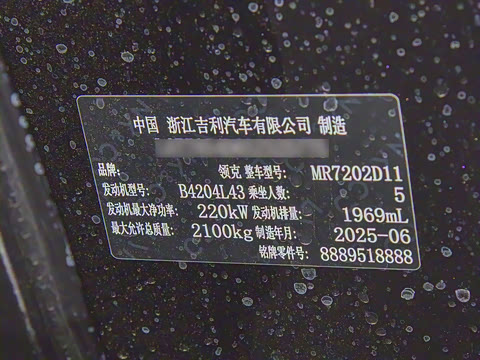 中国 浙江吉利汽车有限公司 制造
品牌: 领克 整车型号: MR7202D11
发动机型号: B4204L43 乘坐人数: 5
发动机最大净功率: 220kW 发动机排量: 1969mL
最大允许总质量: 2100kg 制造年月: 2025-06
铭牌零件号: 8889518888